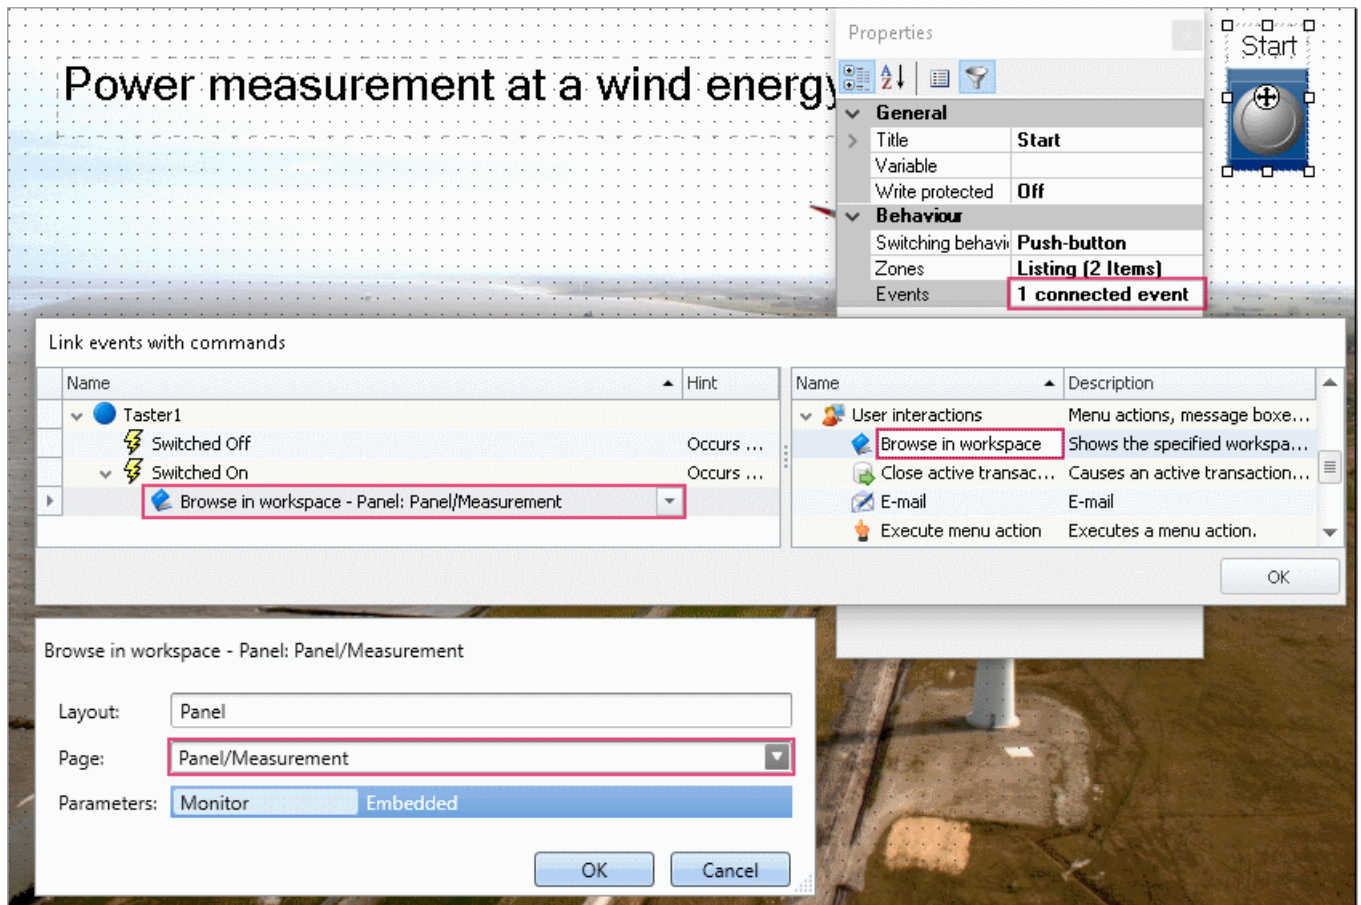 Power measurement at a wind energy
Properties
Start
General
Title Start
Variable
Write protected Off
Behaviour
Switching behavi Push-button
Zones Listing (2 Items)
Events 1 connected event
Link events with commands
Name Hint
Taster1
Switched Off Occurs ...
Switched On Occurs ...
Browse in workspace - Panel: Panel/Measurement
Name Description
User interactions Menu actions, message boxe...
Browse in workspace Shows the specified workspa...
Close active transac... Causes an active transaction...
E-mail E-mail
Execute menu action Executes a menu action.
OK
Browse in workspace - Panel: Panel/Measurement
Layout: Panel
Page: Panel/Measurement
Parameters: Monitor Embedded
OK Cancel